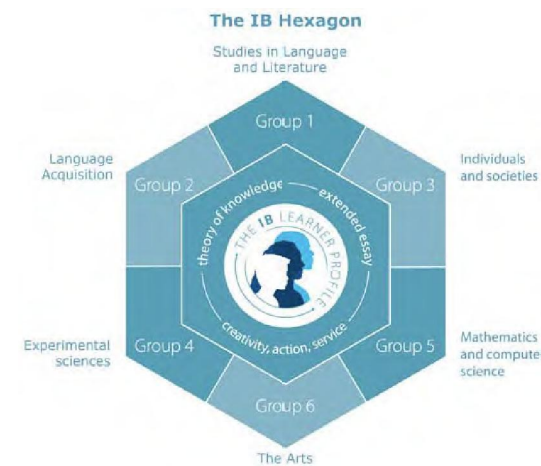 The IB Hexagon
Studies in Language
and Literature
Group 1
Language
Acquisition
Group 2
Group 3
Individuals
and societies
theory of knowledge
extended essay
THE IB LEARNER PROFILE
creativity, action, service
Experimental
sciences
Group 4
Group 5
Mathematics
and compute
science
Group 6
The Arts